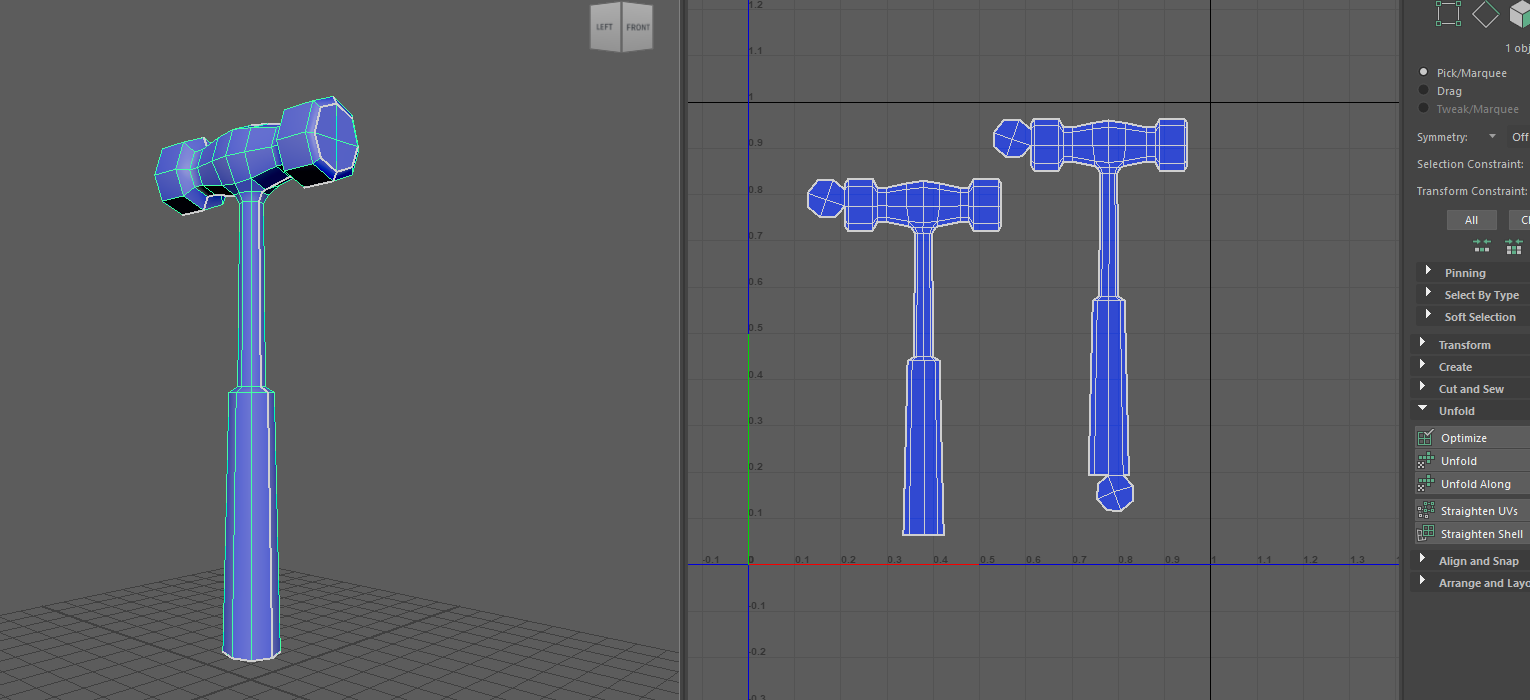 LEFT FRONT
1.2
1.1
1
0.9
0.8
0.7
0.6
0.5
0.4
0.3
0.2
0.1
-0.1 0 0.1 0.2 0.3 0.4 0.5 0.6 0.7 0.8 0.9 1 1.1 1.2 1.3
-0.1
-0.2
-0.3
1 obj
Pick/Marquee
Drag
Tweak/Marquee
Symmetry: Off
Selection Constraint:
Transform Constraint:
All Cl
Pinning
Select By Type
Soft Selection
Transform
Create
Cut and Sew
Unfold
Optimize
Unfold
Unfold Along
Straighten UVs
Straighten Shell
Align and Snap
Arrange and Layo